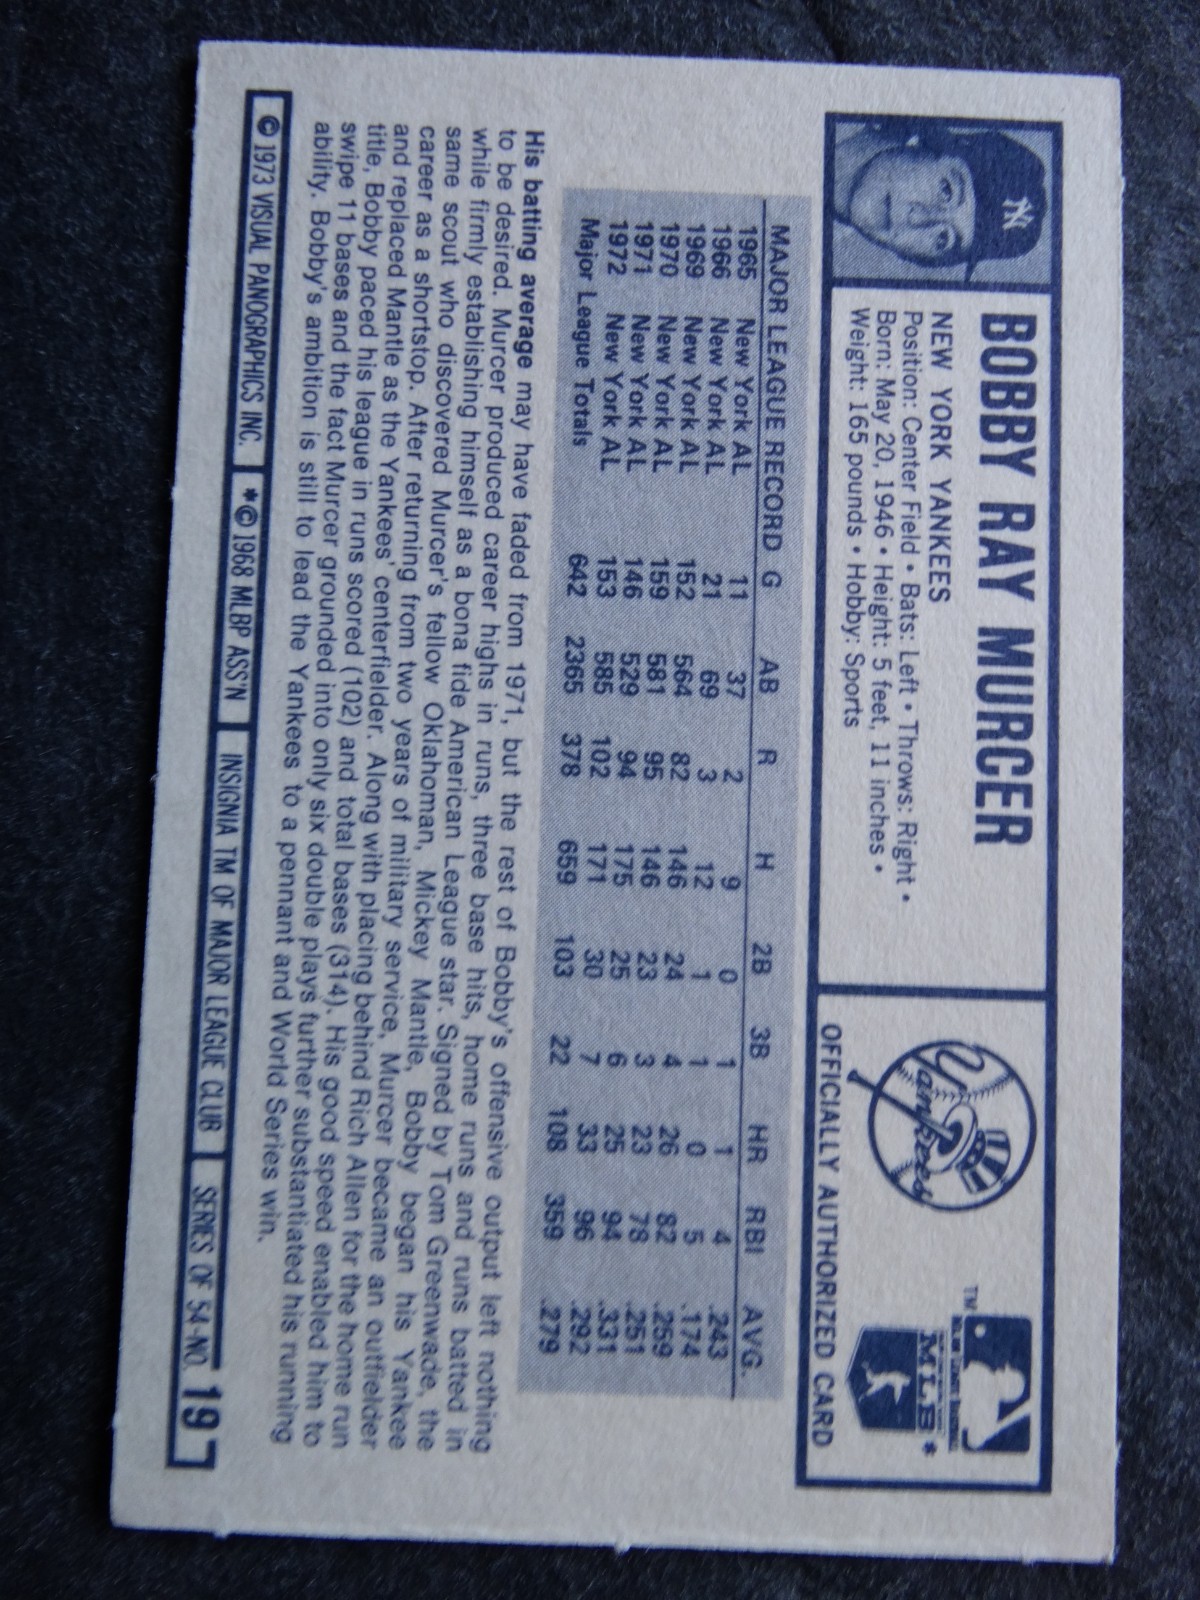 BOBBY RAY MURCER
NEW YORK YANKEES
Position: Center Field • Bats: Left • Throws: Right •
Born: May 20, 1946 • Height: 5 feet, 11 inches •
Weight: 165 pounds • Hobby: Sports
Yankees
TM
MLB*
OFFICIALLY AUTHORIZED CARD
MAJOR LEAGUE RECORD G AB R H 2B 3B HR RBI AVG.
1965 New York AL 11 37 2 9 0 1 1 4 .243
1966 New York AL 21 69 3 12 1 1 0 5 .174
1969 New York AL 152 564 82 146 24 4 26 82 .259
1970 New York AL 159 581 95 146 23 3 23 78 .251
1971 New York AL 146 529 94 175 25 6 25 94 .331
1972 New York AL 153 585 102 171 30 7 33 96 .292
Major League Totals 642 2365 378 659 103 22 108 359 .279
His batting average may have faded from 1971, but the rest of Bobby's offensive output left nothing
to be desired. Murcer produced career highs in runs, three base hits, home runs and runs batted in
while firmly establishing himself as a bona fide American League star. Signed by Tom Greenwade, the
same scout who discovered Murcer's fellow Oklahoman, Mickey Mantle, Bobby began his Yankee
career as a shortstop. After returning from two years of military service, Murcer became an outfielder
and replaced Mantle as the Yankees' centerfielder. Along with placing behind Rich Allen for the home run
title, Bobby paced his league in runs scored (102) and total bases (314). His good speed enabled him to
swipe 11 bases and the fact Murcer grounded into only six double plays further substantiated his running
ability. Bobby's ambition is still to lead the Yankees to a pennant and World Series win.
© 1973 VISUAL PANOGRAPHICS INC. *© 1968 MLBP ASS'N INSIGNIA TM OF MAJOR LEAGUE CLUB SERIES OF 54-NO. 19